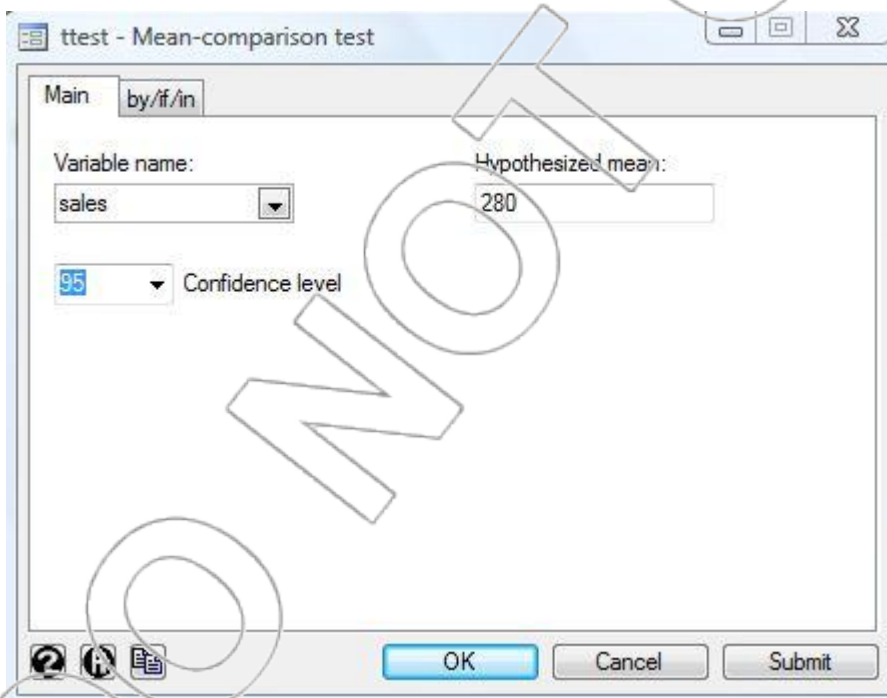 ttest - Mean-comparison test
Main by/if/in
Variable name: Hypothesized mean:
sales 280
95 Confidence level
OK Cancel Submit
O NOT